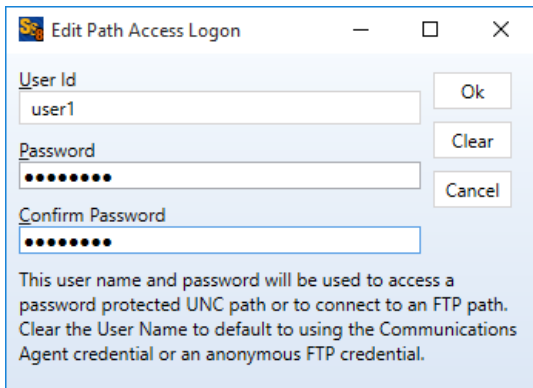 Edit Path Access Logon
User Id
user1
Ok
Password
●●●●●●●●
Clear
Confirm Password
●●●●●●●●
Cancel
This user name and password will be used to access a
password protected UNC path or to connect to an FTP path.
Clear the User Name to default to using the Communications
Agent credential or an anonymous FTP credential.